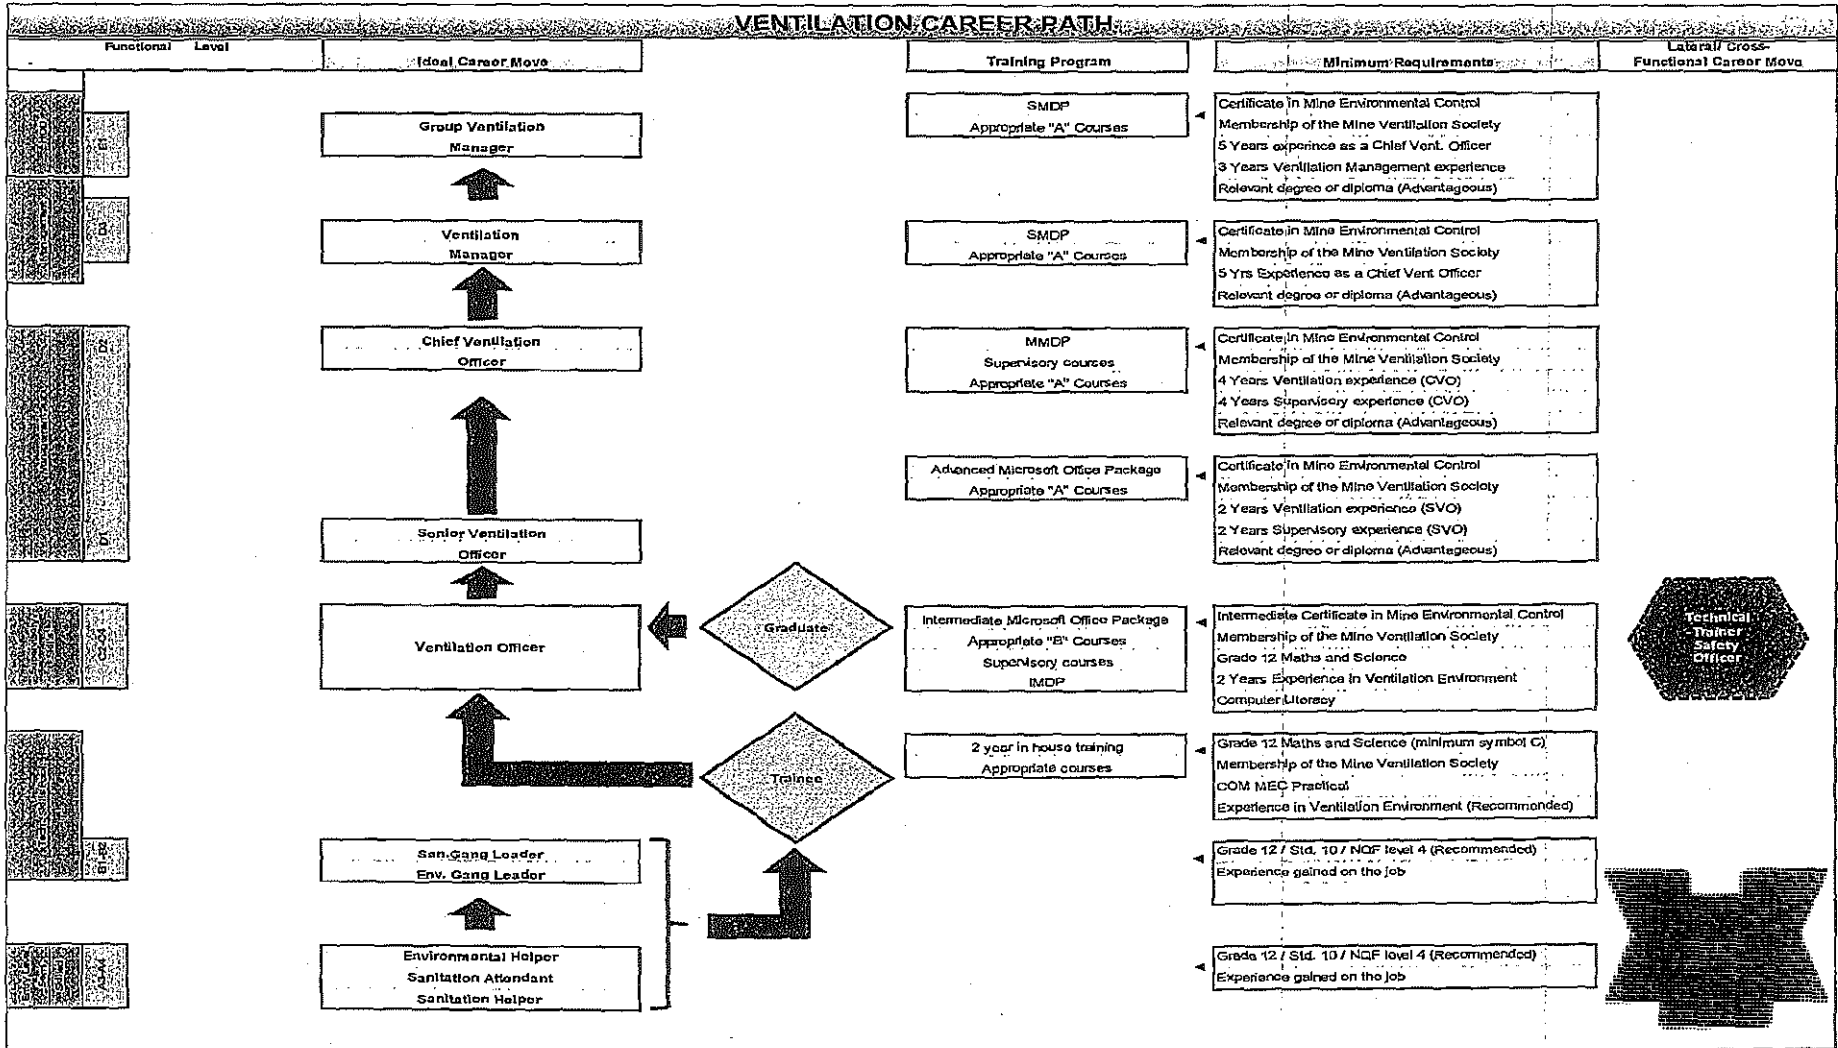 VENTILATION CAREER PATH
Functional Level
Ideal Career Move
Training Program
Minimum Requirements
Lateral/ Cross-
Functional Career Move
E1
Group Ventilation
Manager
SMDP
Appropriate "A" Courses
Certificate in Mine Environmental Control
Membership of the Mine Ventilation Society
5 Years experince as a Chief Vent. Officer
3 Years Ventilation Management experience
Relevant degree or diploma (Advantageous)
D3
Ventilation
Manager
SMDP
Appropriate "A" Courses
Certificate in Mine Environmental Control
Membership of the Mine Ventilation Society
5 Yrs Experience as a Chief Vent Officer
Relevant degree or diploma (Advantageous)
D2
Chief Ventilation
Officer
MMDP
Supervisory courses
Appropriate "A" Courses
Certificate in Mine Environmental Control
Membership of the Mine Ventilation Society
4 Years Ventilation experience (CVO)
4 Years Supervisory experience (CVO)
Relevant degree or diploma (Advantageous)
D1
Senior Ventilation
Officer
Advanced Microsoft Office Package
Appropriate "A" Courses
Certificate in Mine Environmental Control
Membership of the Mine Ventilation Society
2 Years Ventilation experience (SVO)
2 Years Supervisory experience (SVO)
Relevant degree or diploma (Advantageous)
C2-C4
Ventilation Officer
Graduate
Intermediate Microsoft Office Package
Appropriate "B" Courses
Supervisory courses
IMDP
Intermediate Certificate in Mine Environmental Control
Membership of the Mine Ventilation Society
Grade 12 Maths and Science
2 Years Experience in Ventilation Environment
Computer Literacy
Technical
Trainer
Safety
Officer
Trainee
2 year in house training
Appropriate courses
Grade 12 Maths and Science (minimum symbol C)
Membership of the Mine Ventilation Society
COM MEC Practical
Experience in Ventilation Environment (Recommended)
B1-B2
San.Gang Leader
Env. Gang Leader
Grade 12 / Std. 10 / NQF level 4 (Recommended)
Experience gained on the job
A3-A4
Environmental Helper
Sanitation Attendant
Sanitation Helper
Grade 12 / Std. 10 / NQF level 4 (Recommended)
Experience gained on the job